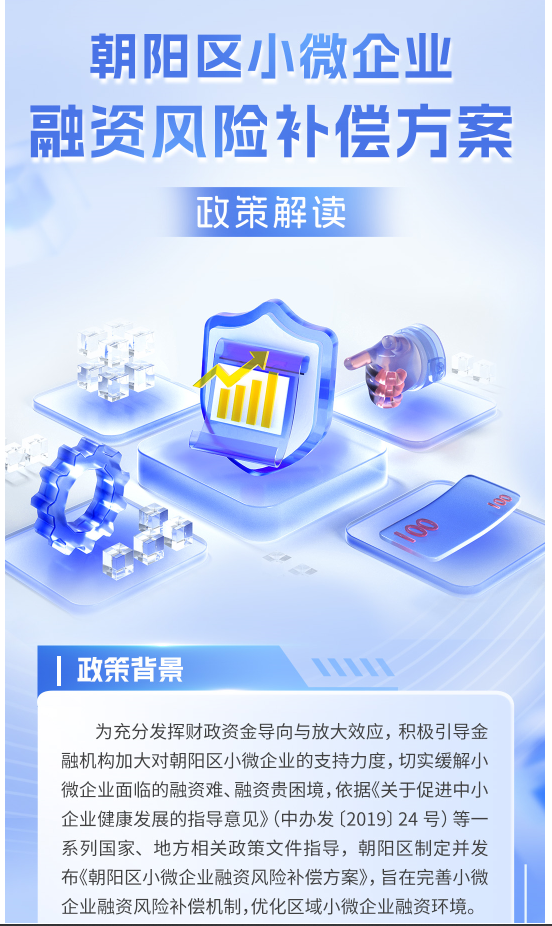 朝阳区小微企业
融资风险补偿方案
政策解读
100
100
政策背景
为充分发挥财政资金导向与放大效应，积极引导金
融机构加大对朝阳区小微企业的支持力度，切实缓解小
微企业面临的融资难、融资贵困境，依据《关于促进中小
企业健康发展的指导意见》（中办发〔2019〕24号）等一
系列国家、地方相关政策文件指导，朝阳区制定并发
布《朝阳区小微企业融资风险补偿方案》，旨在完善小微
企业融资风险补偿机制，优化区域小微企业融资环境。